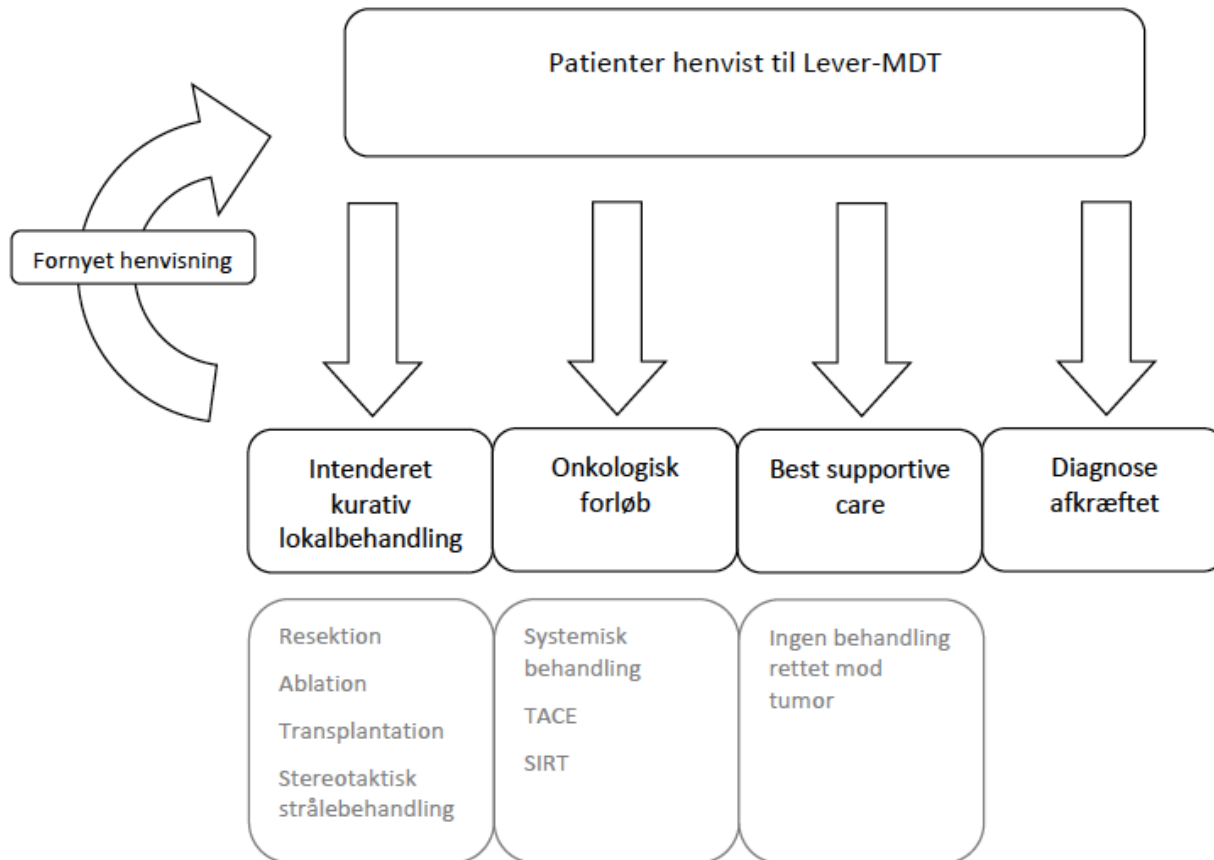 Patienter henvist til Lever-MDT
Fornyet henvisning
Intenderet
kurativ
lokalbehandling
Onkologisk
forløb
Best supportive
care
Diagnose
afkræftet
Resektion
Ablation
Transplantation
Stereotaktisk
strålebehandling
Systemisk
behandling
TACE
SIRT
Ingen behandling
rettet mod
tumor